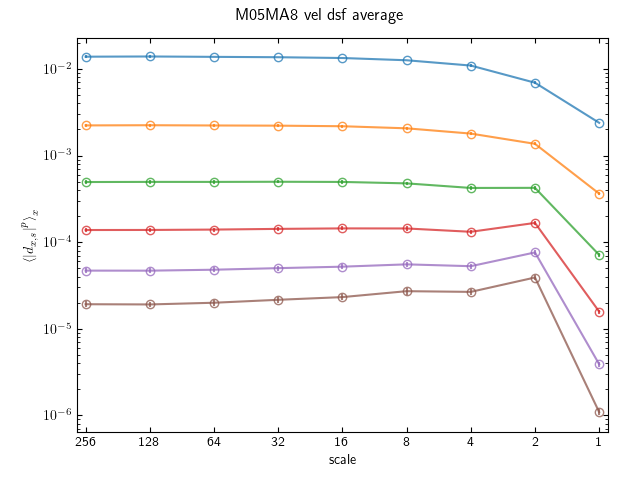 M05MA8 vel dsf average
10⁻²
10⁻³
10⁻⁴
10⁻⁵
10⁻⁶
⟨|d_{x,s}|^p⟩_x
256 128 64 32 16 8 4 2 1
scale